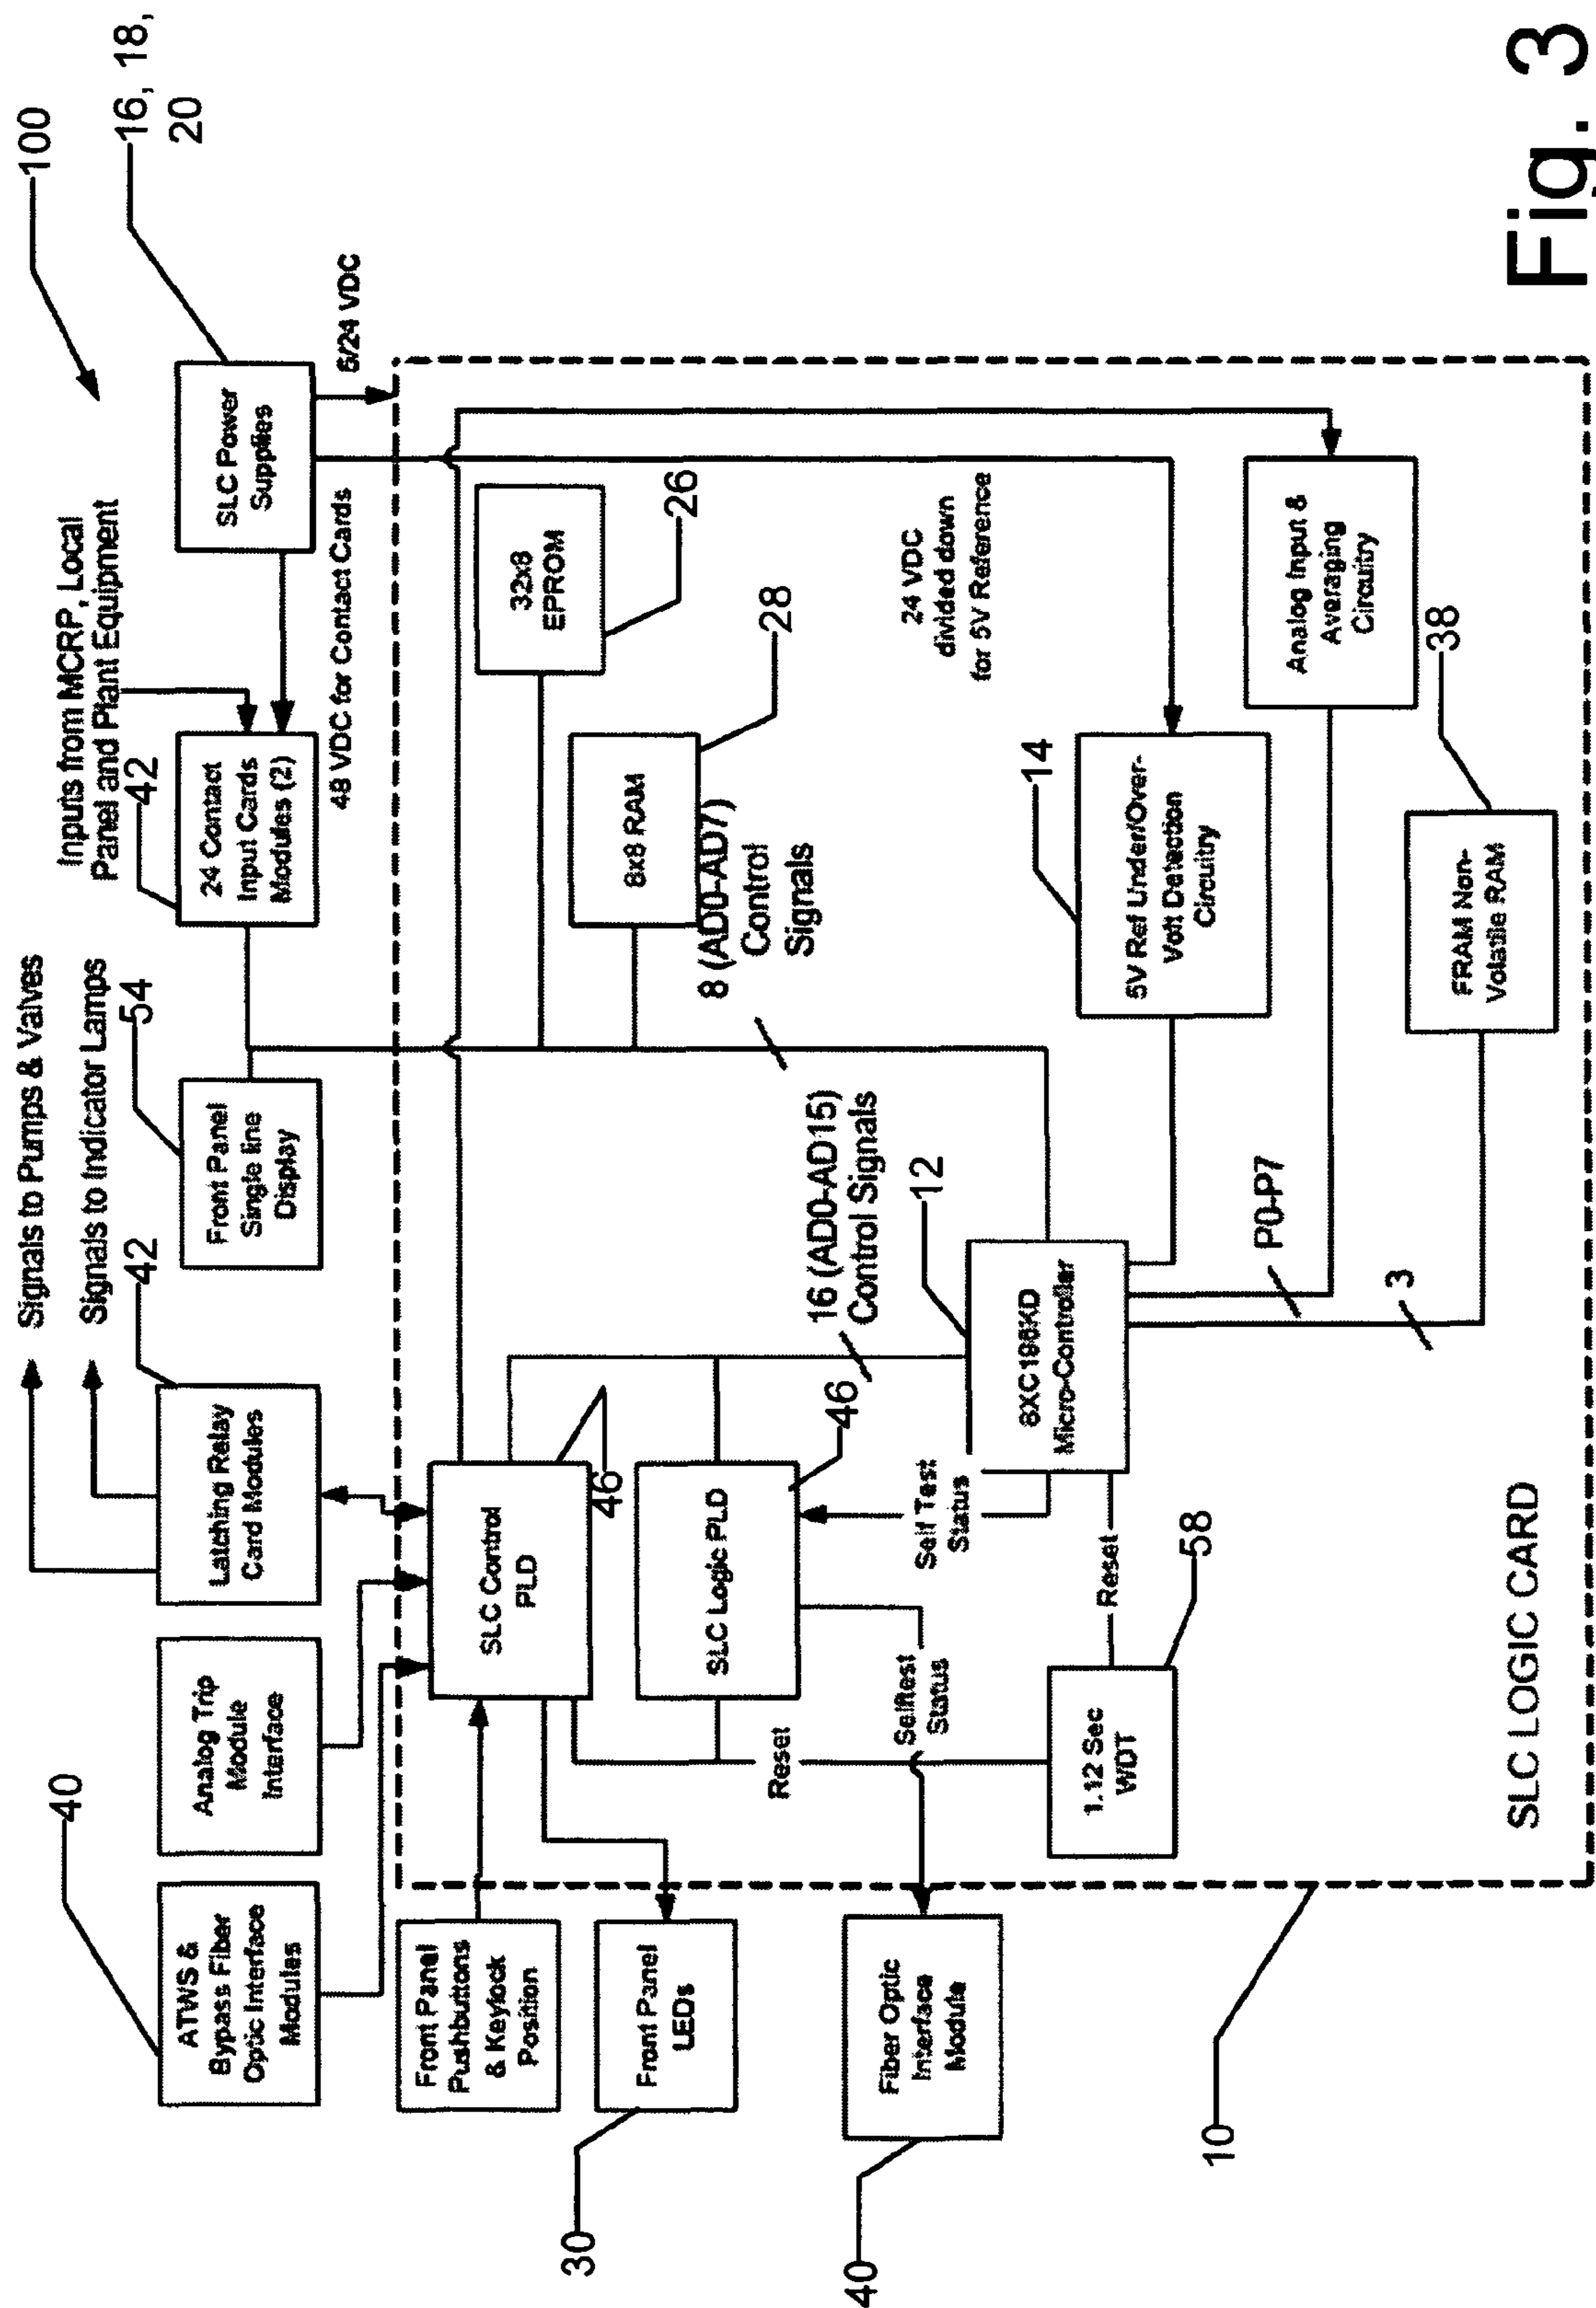 Signals to Pumps & Valves
Signals to Indicator Lamps
Inputs from MCRP, Local
Panel and Plant Equipment
100
16, 18,
20
40
42
54
42
ATWS &
Bypass Fiber
Optic Interface
Modules
Analog Trip
Module
Interface
Latching Relay
Card Modules
Front Panel
Single line
Display
24 Contact
Input Cards
Modules (2)
SLC Power
Supplies
48 VDC for Contact Cards
5/24 VDC
Front Panel
Pushbuttons
& Keylock
Position
SLC Control
PLD
46
32x8
EPROM
26
30
Front Panel
LEDs
SLC Logic PLD
46
8x8 RAM
28
8 (AD0-AD7)
Control
Signals
16 (AD0-AD15)
Control Signals
Reset
Selftest
Status
Self Test
Status
12
24 VDC
divided down
for 5V Reference
40
Fiber Optic
Interface
Module
8XC196KD
Micro-Controller
14
5V Ref Under/Over-
Volt Detection
Circuitry
1.12 Sec
WDT
58
Reset
P0-P7
Analog Input &
Averaging
Circuitry
3
38
FRAM Non-
Volatile RAM
10
SLC LOGIC CARD
Fig. 3